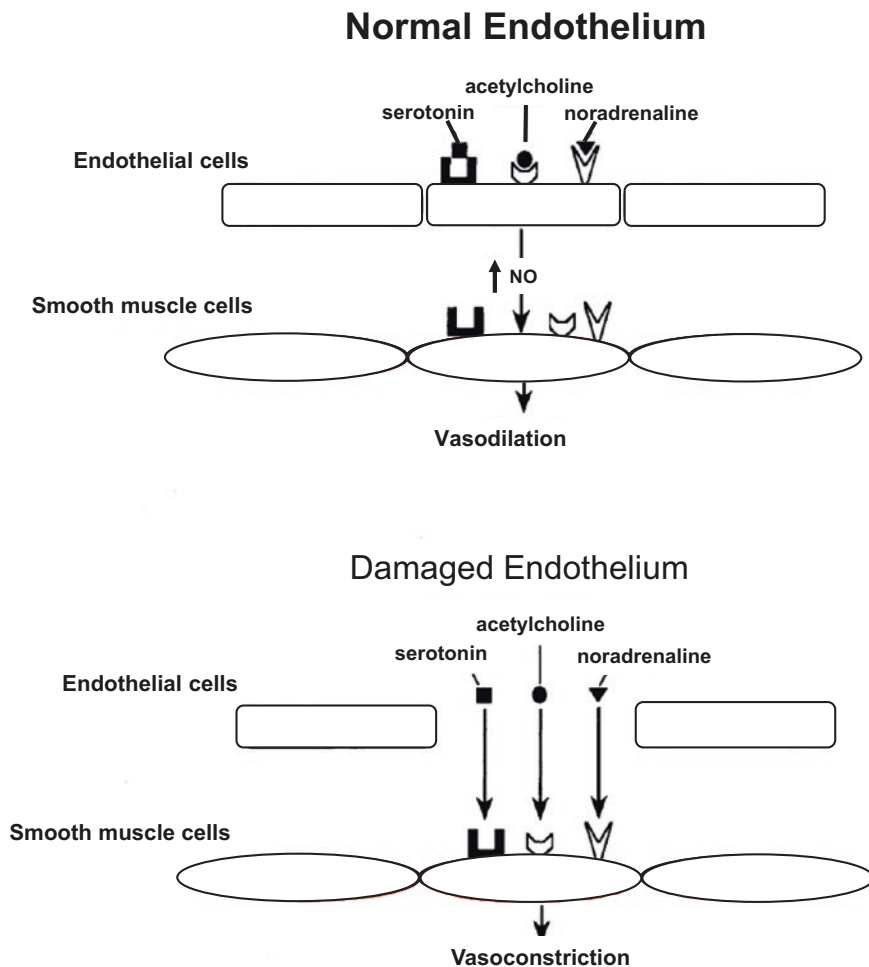 Normal Endothelium
acetylcholine
serotonin
noradrenaline
Endothelial cells
NO
Smooth muscle cells
Vasodilation
Damaged Endothelium
acetylcholine
serotonin
noradrenaline
Endothelial cells
Smooth muscle cells
Vasoconstriction